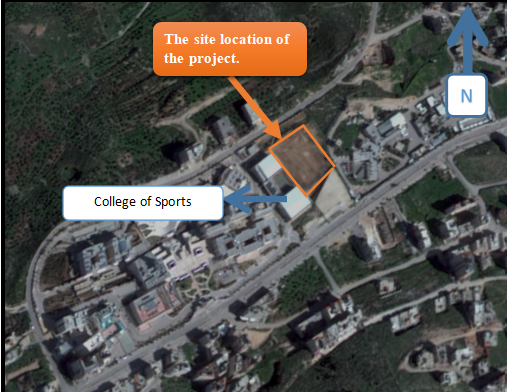 The site location of
the project.
N
College of Sports